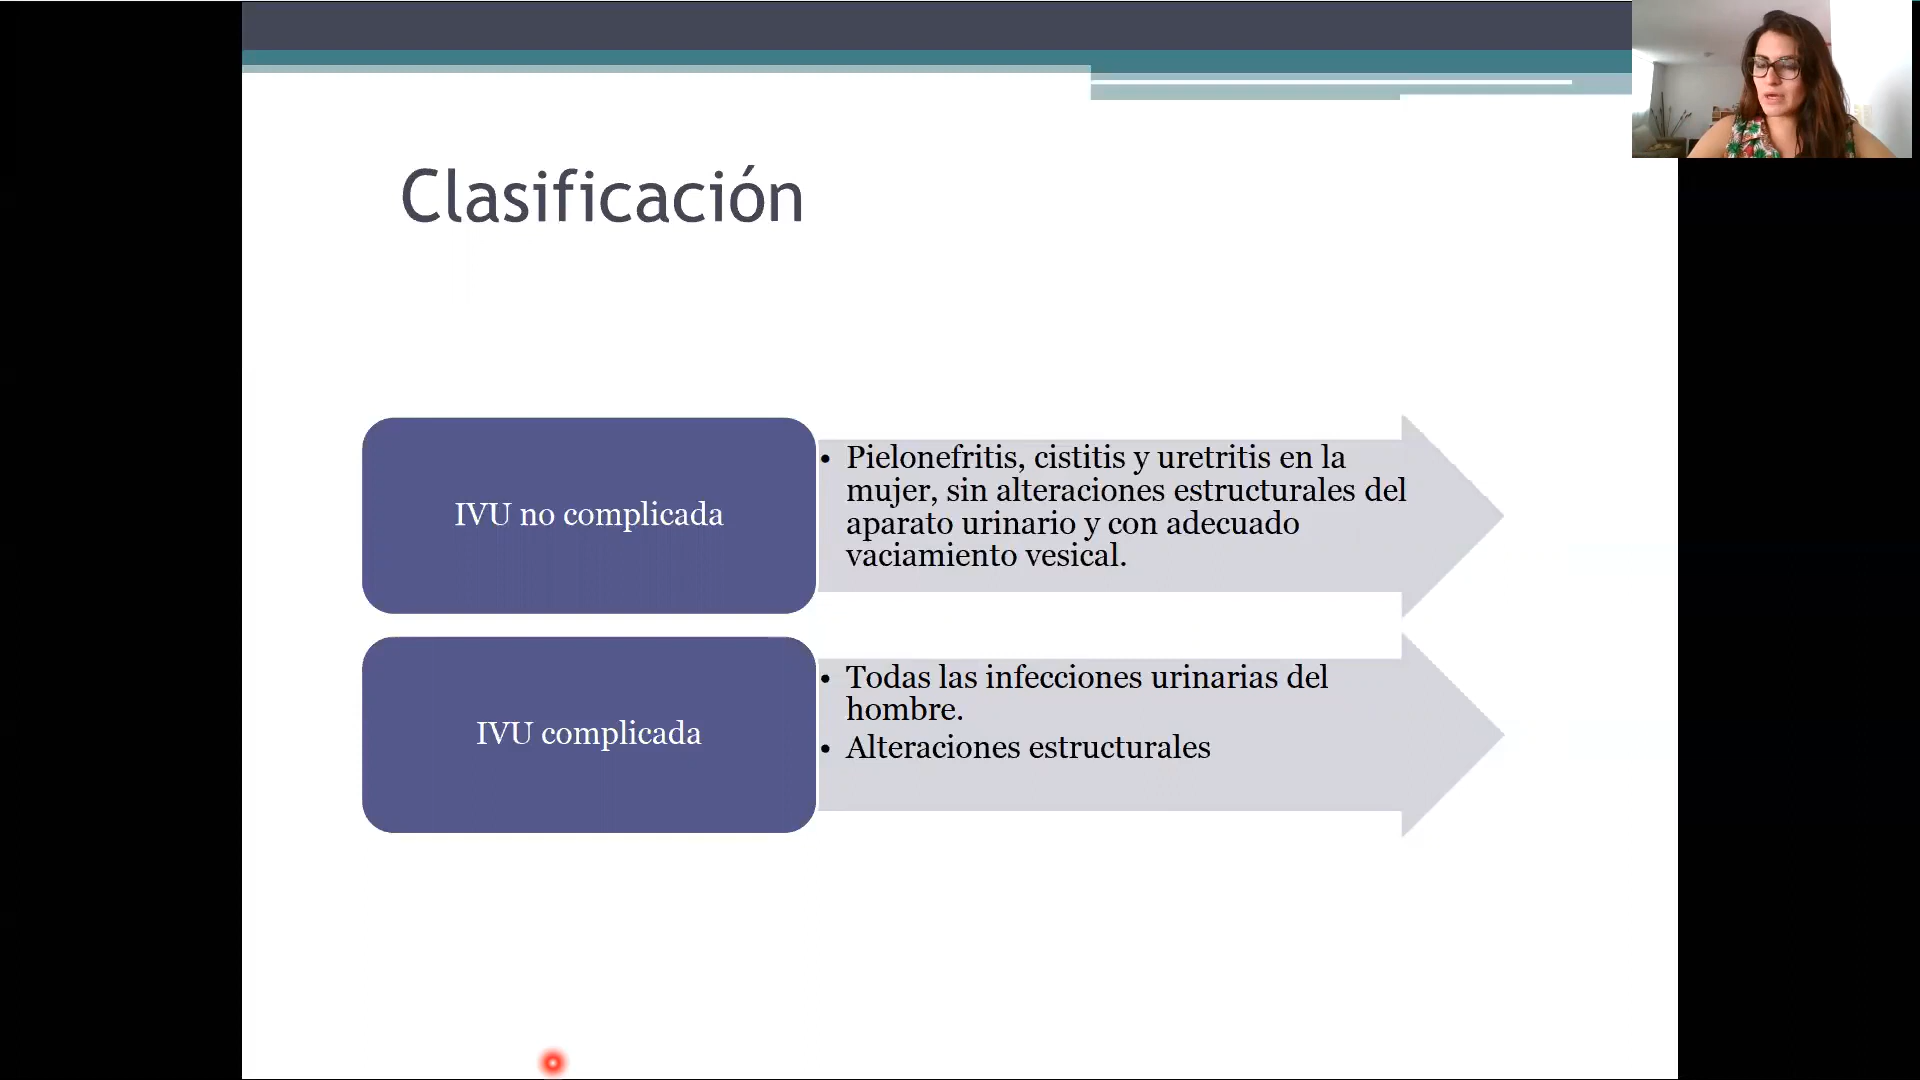 Clasificación
IVU no complicada
• Pielonefritis, cistitis y uretritis en la
mujer, sin alteraciones estructurales del
aparato urinario y con adecuado
vaciamiento vesical.
IVU complicada
• Todas las infecciones urinarias del
hombre.
• Alteraciones estructurales